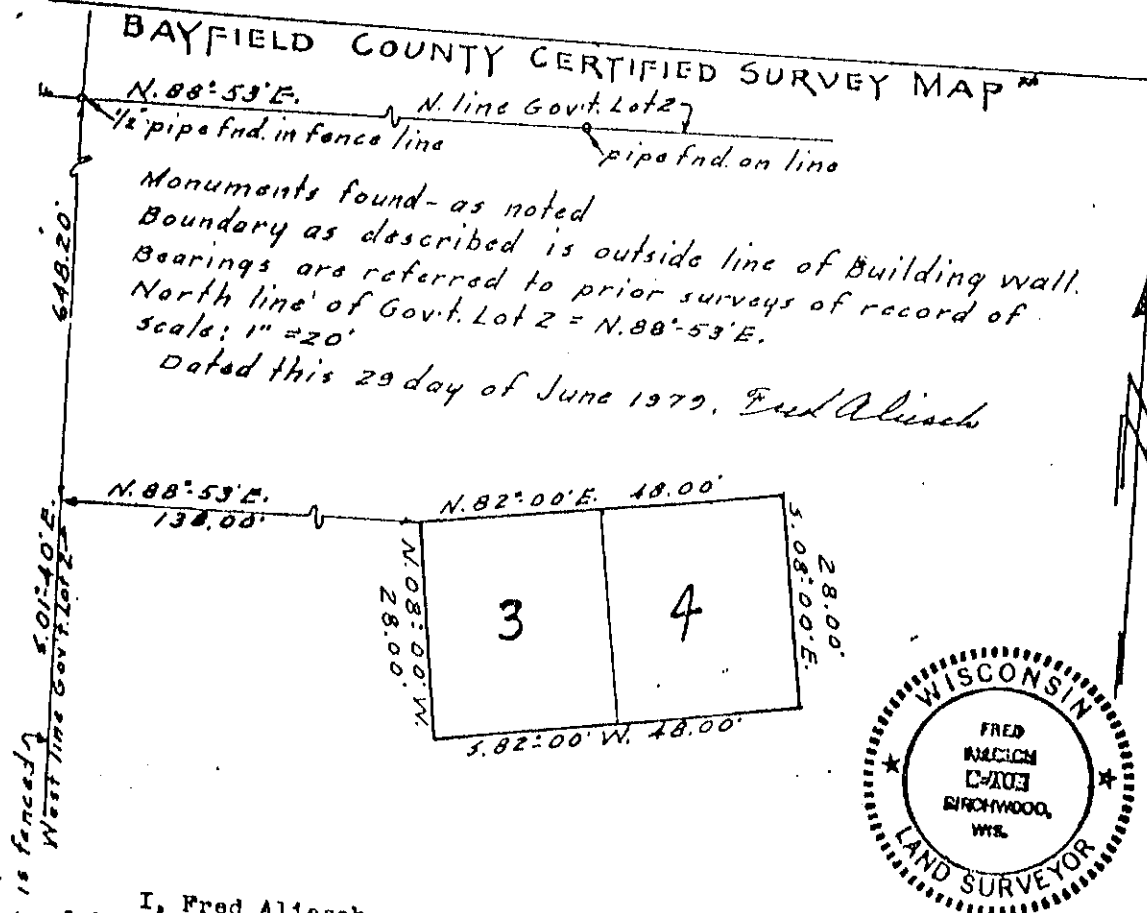 BAYFIELD COUNTY CERTIFIED SURVEY MAP
N. 88°-53' E.
N. line Gov't. Lot 2
1/2" pipe fnd. in fence line
pipe fnd. on line
Monuments found - as noted
Boundary as described is outside line of Building wall.
Bearings are referred to prior surveys of record of
North line of Gov't. Lot 2 = N. 88°-53' E.
scale: 1" = 20'
Dated this 29 day of June 1979. Fred Aliesch
648.20'
S. 01°-40' E.
West line Gov't. Lot 2
is fenced
N. 88°-53' E.
N. 82°-00' E. 48.00'
S. 08°-00' E.
28.00'
N. 08°-00' W.
28.00'
3
4
S. 82°-00' W. 48.00'
WISCONSIN
FRED
BIRCHWOOD,
WIS.
LAND SURVEYOR
I, Fred Aliesch